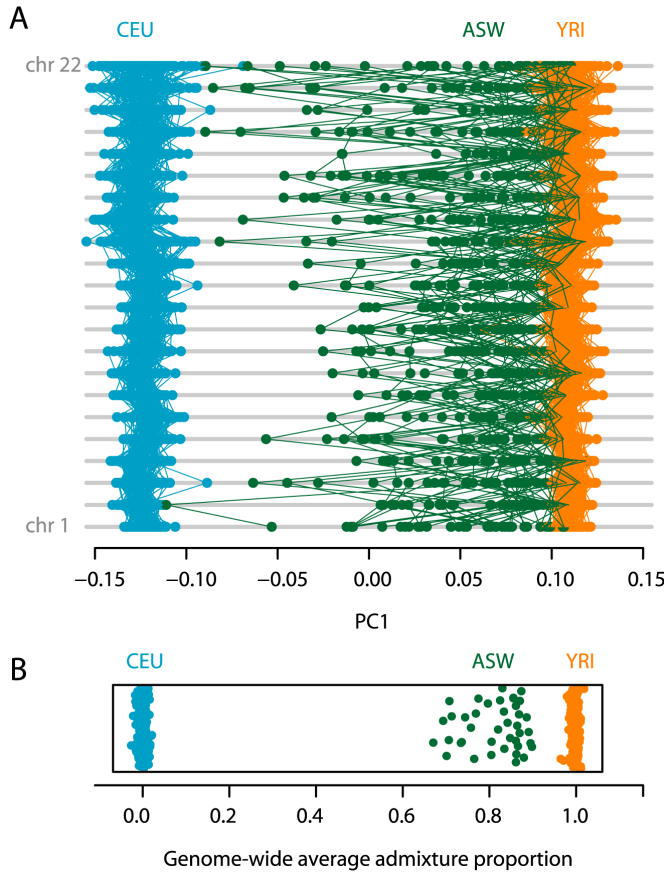 A
CEU ASW YRI
chr 22
chr 1
−0.15 −0.10 −0.05 0.00 0.05 0.10 0.15
PC1
B
CEU ASW YRI
0.0 0.2 0.4 0.6 0.8 1.0
Genome-wide average admixture proportion